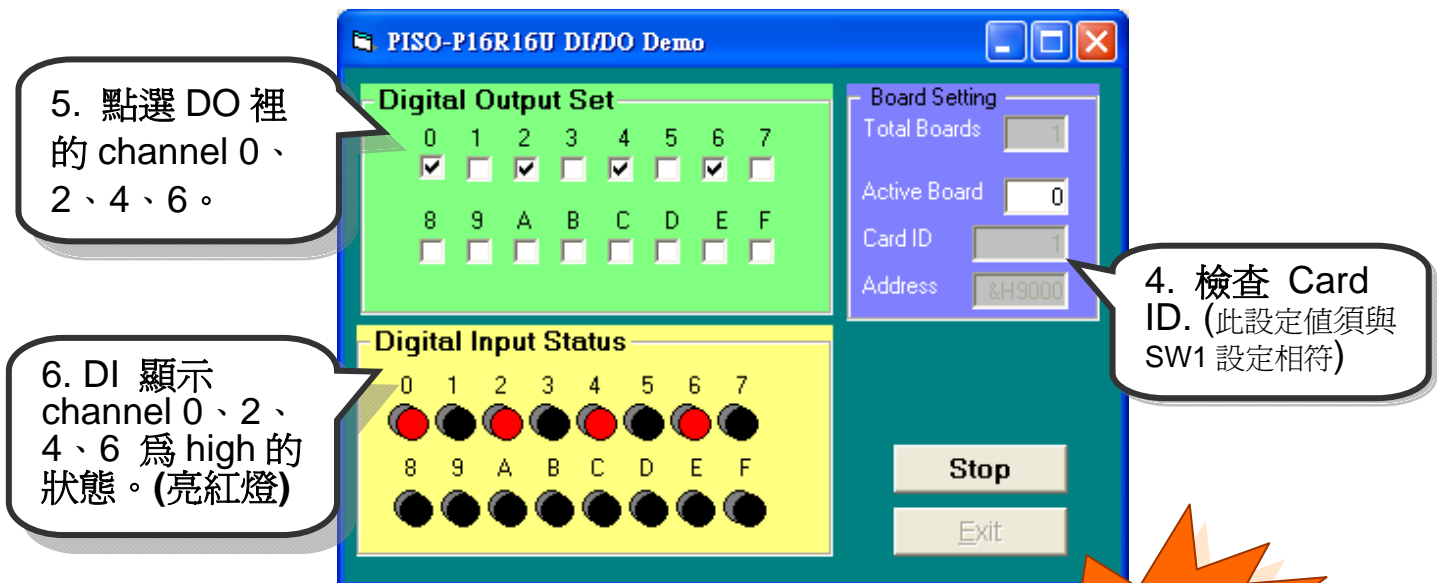 PISO-P16R16U DI/DO Demo
5. 點選 DO 裡
的 channel 0、
2、4、6。
Digital Output Set
0 1 2 3 4 5 6 7
8 9 A B C D E F
Board Setting
Total Boards 1
Active Board 0
Card ID 1
Address &H9000
4. 檢查 Card
ID. (此設定值須與
SW1 設定相符)
6. DI 顯示
channel 0、2、
4、6 爲 high 的
狀態。(亮紅燈)
Digital Input Status
0 1 2 3 4 5 6 7
8 9 A B C D E F
Stop
Exit